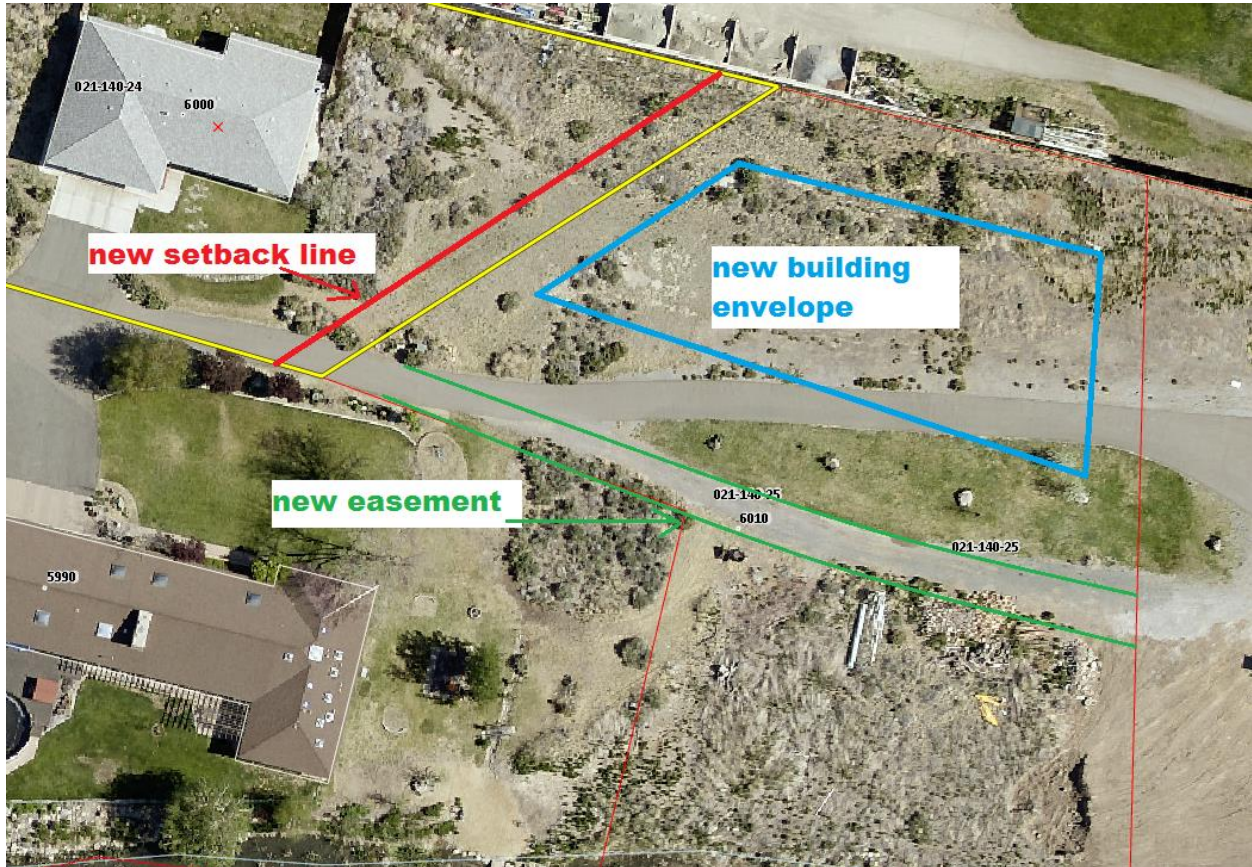 021-140-24
6000
new setback line
new building
envelope
new easement
021-140-25
6010
021-140-25
5990